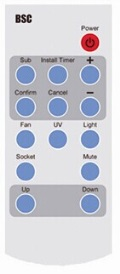 BSC
Power
Sub Install Timer +
Confirm Cancel −
Fan UV Light
Socket Mute
Up Down